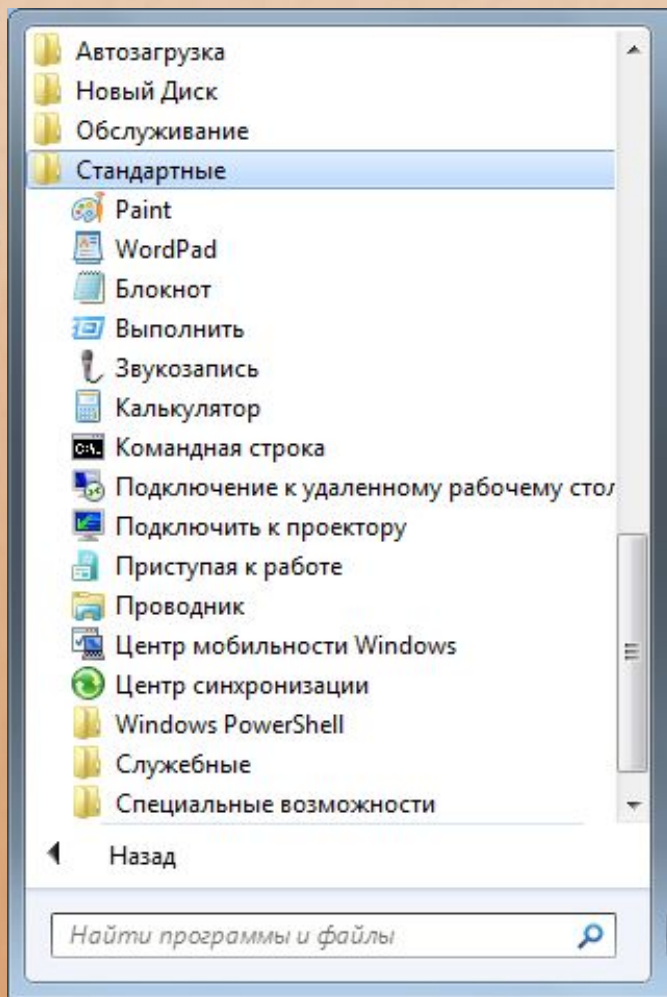 Автозагрузка
Новый Диск
Обслуживание
Стандартные
Paint
WordPad
Блокнот
Выполнить
Звукозапись
Калькулятор
C:\.
Командная строка
Подключение к удаленному рабочему стол
Подключить к проектору
Приступая к работе
Проводник
Центр мобильности Windows
Центр синхронизации
Windows PowerShell
Служебные
Специальные возможности
Назад
Найти программы и файлы